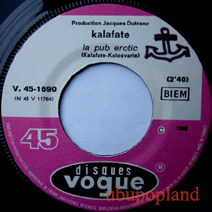 Production Jacques Dutronc
kalafate
la pub erotic
(Kalafate-Kolosvarie)
V. 45-1690
(N 45 V 11764)
(2'40)
BIEM
45
disques
vogue
®
ubupopland